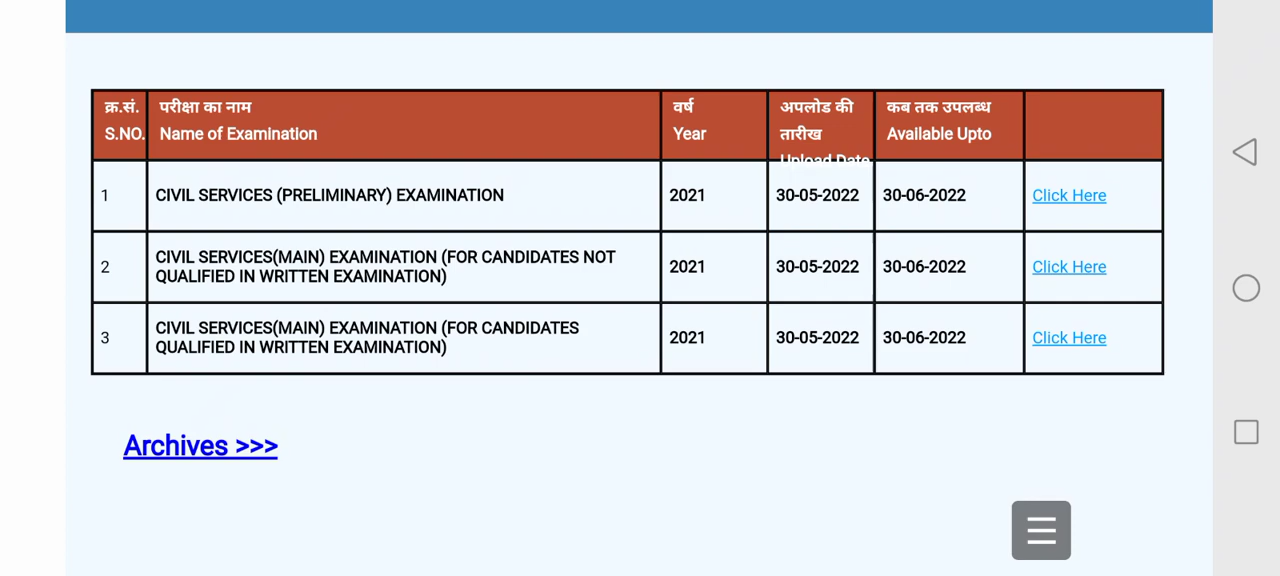 क्र.सं.
S.NO.
परीक्षा का नाम
Name of Examination
वर्ष
Year
अपलोड की
तारीख
Upload Date
कब तक उपलब्ध
Available Upto
1
CIVIL SERVICES (PRELIMINARY) EXAMINATION
2021
30-05-2022
30-06-2022
Click Here
2
CIVIL SERVICES(MAIN) EXAMINATION (FOR CANDIDATES NOT
QUALIFIED IN WRITTEN EXAMINATION)
2021
30-05-2022
30-06-2022
Click Here
3
CIVIL SERVICES(MAIN) EXAMINATION (FOR CANDIDATES
QUALIFIED IN WRITTEN EXAMINATION)
2021
30-05-2022
30-06-2022
Click Here
Archives >>>